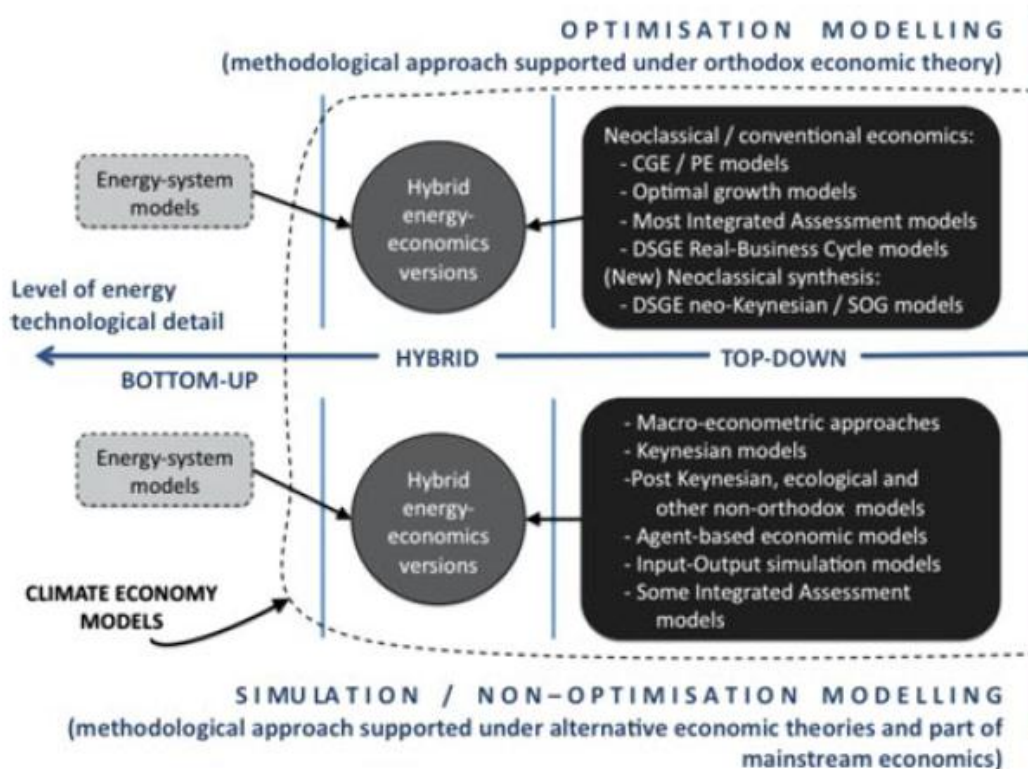 OPTIMISATION MODELLING
(methodological approach supported under orthodox economic theory)
Energy-system
models
Hybrid
energy-
economics
versions
Neoclassical / conventional economics:
- CGE / PE models
- Optimal growth models
- Most Integrated Assessment models
- DSGE Real-Business Cycle models
(New) Neoclassical synthesis:
- DSGE neo-Keynesian / SOG models
Level of energy
technological detail
BOTTOM-UP
HYBRID
TOP-DOWN
Energy-system
models
Hybrid
energy-
economics
versions
- Macro-econometric approaches
- Keynesian models
-Post Keynesian, ecological and
other non-orthodox models
- Agent-based economic models
- Input-Output simulation models
- Some Integrated Assessment
models
CLIMATE ECONOMY
MODELS
SIMULATION / NON–OPTIMISATION MODELLING
(methodological approach supported under alternative economic theories and part of
mainstream economics)